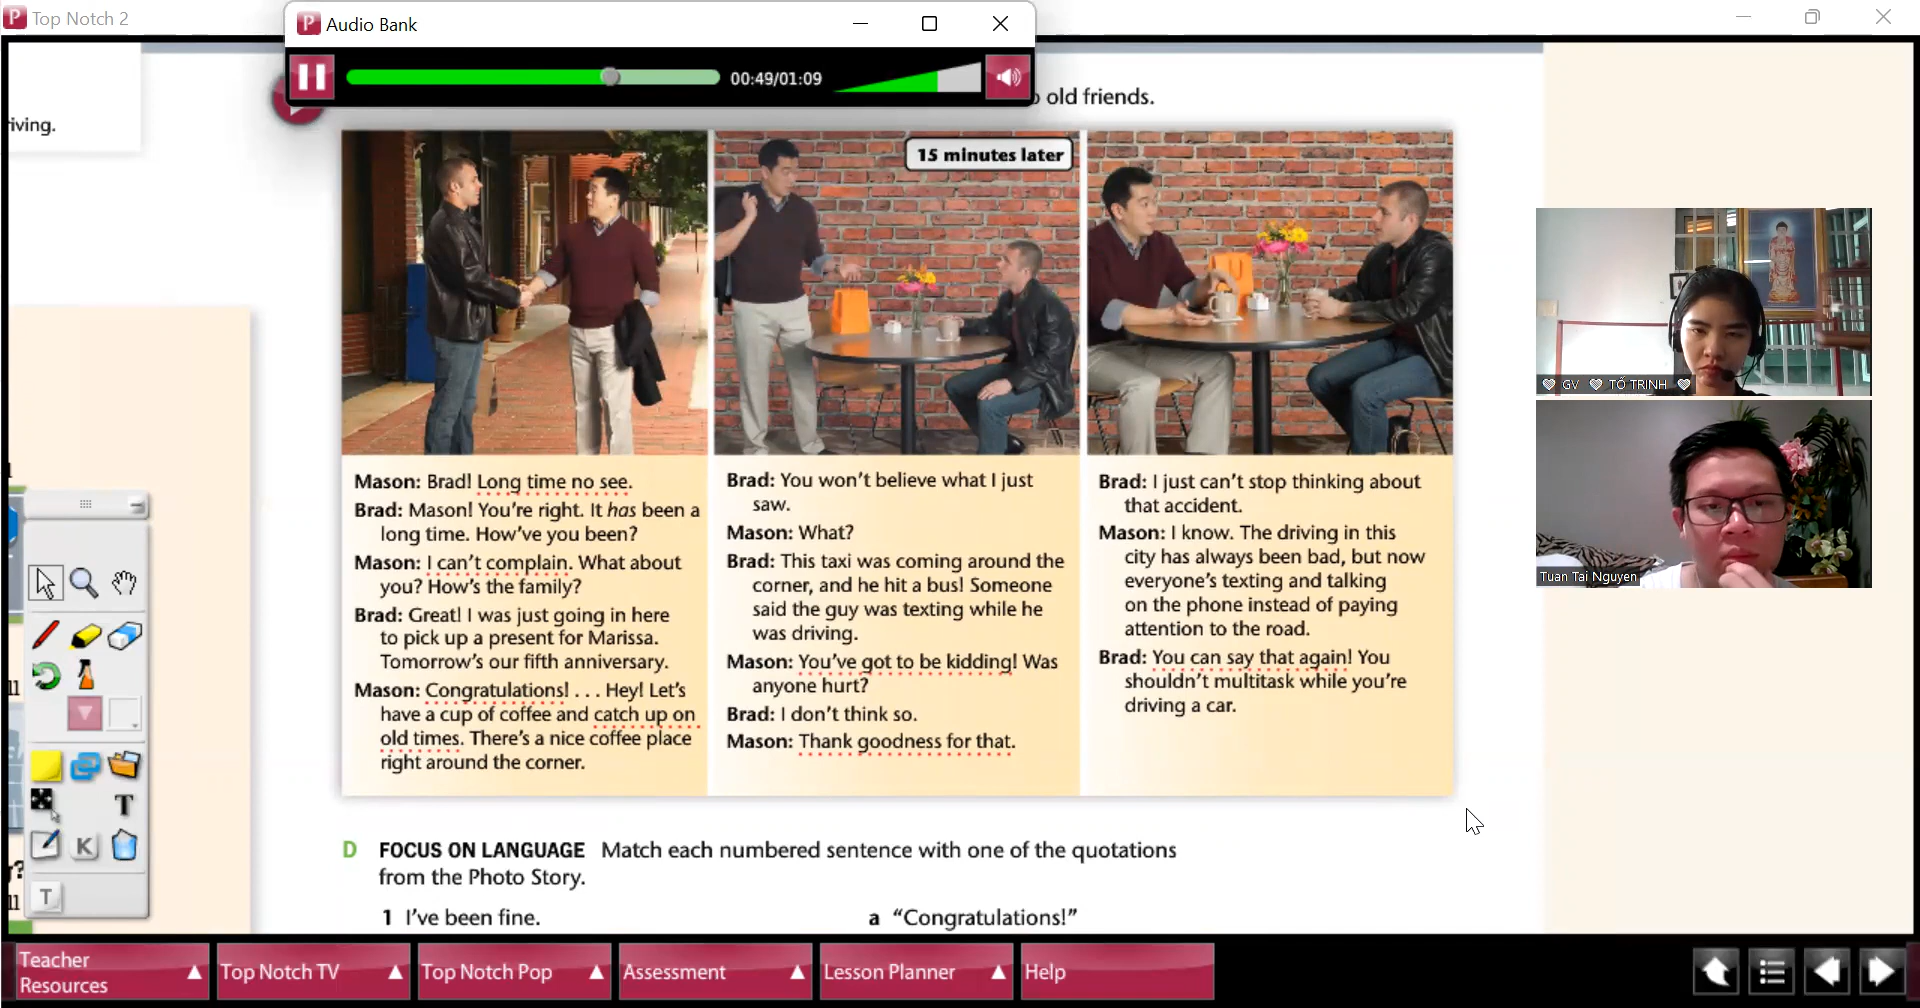 Top Notch 2
Audio Bank
00:49/01:09
old friends.
15 minutes later
Mason: Brad! Long time no see.
Brad: Mason! You're right. It has been a
long time. How've you been?
Mason: I can't complain. What about
you? How's the family?
Brad: Great! I was just going in here
to pick up a present for Marissa.
Tomorrow's our fifth anniversary.
Mason: Congratulations! . . . Hey! Let's
have a cup of coffee and catch up on
old times. There's a nice coffee place
right around the corner.
Brad: You won't believe what I just
saw.
Mason: What?
Brad: This taxi was coming around the
corner, and he hit a bus! Someone
said the guy was texting while he
was driving.
Mason: You've got to be kidding! Was
anyone hurt?
Brad: I don't think so.
Mason: Thank goodness for that.
Brad: I just can't stop thinking about
that accident.
Mason: I know. The driving in this
city has always been bad, but now
everyone's texting and talking
on the phone instead of paying
attention to the road.
Brad: You can say that again! You
shouldn't multitask while you're
driving a car.
D FOCUS ON LANGUAGE Match each numbered sentence with one of the quotations
from the Photo Story.
1 I've been fine.
a "Congratulations!"
GV TỐ TRINH
Tuan Tai Nguyen
T
K
T
Teacher
Resources
Top Notch TV
Top Notch Pop
Assessment
Lesson Planner
Help